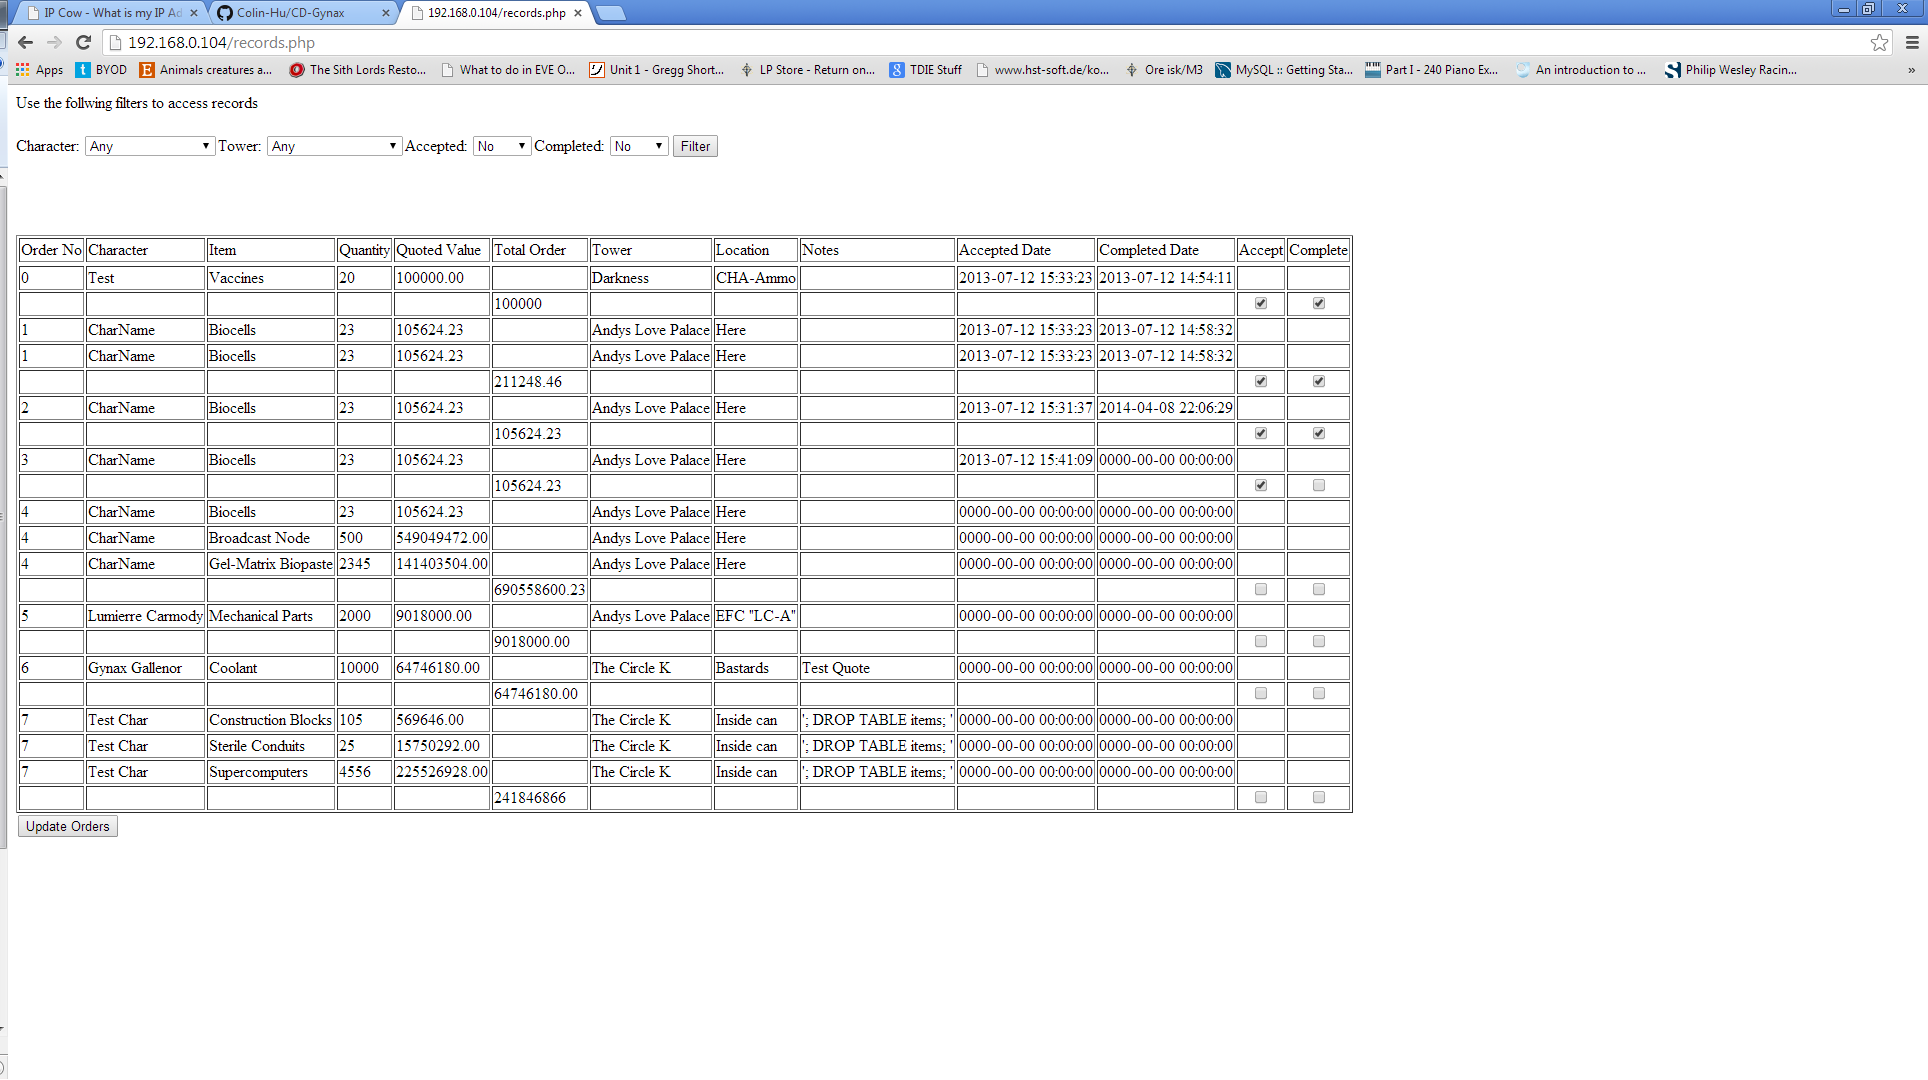 IP Cow - What is my IP Ad
Colin-Hu/CD-Gynax
192.168.0.104/records.php
192.168.0.104/records.php
Apps BYOD Animals creatures a... The Sith Lords Resto... What to do in EVE O... Unit 1 - Gregg Short... LP Store - Return on... TDIE Stuff www.hst-soft.de/ko... Ore isk/M3 MySQL :: Getting Sta... Part I - 240 Piano Ex... An introduction to ... Philip Wesley Racin... »
Use the follwing filters to access records
Character: Any Tower: Any Accepted: No Completed: No Filter
Order No Character Item Quantity Quoted Value Total Order Tower Location Notes Accepted Date Completed Date Accept Complete
0 Test Vaccines 20 100000.00 Darkness CHA-Ammo 2013-07-12 15:33:23 2013-07-12 14:54:11
100000
1 CharName Biocells 23 105624.23 Andys Love Palace Here 2013-07-12 15:33:23 2013-07-12 14:58:32
1 CharName Biocells 23 105624.23 Andys Love Palace Here 2013-07-12 15:33:23 2013-07-12 14:58:32
211248.46
2 CharName Biocells 23 105624.23 Andys Love Palace Here 2013-07-12 15:31:37 2014-04-08 22:06:29
105624.23
3 CharName Biocells 23 105624.23 Andys Love Palace Here 2013-07-12 15:41:09 0000-00-00 00:00:00
105624.23
4 CharName Biocells 23 105624.23 Andys Love Palace Here 0000-00-00 00:00:00 0000-00-00 00:00:00
4 CharName Broadcast Node 500 549049472.00 Andys Love Palace Here 0000-00-00 00:00:00 0000-00-00 00:00:00
4 CharName Gel-Matrix Biopaste 2345 141403504.00 Andys Love Palace Here 0000-00-00 00:00:00 0000-00-00 00:00:00
690558600.23
5 Lumierre Carmody Mechanical Parts 2000 9018000.00 Andys Love Palace EFC "LC-A" 0000-00-00 00:00:00 0000-00-00 00:00:00
9018000.00
6 Gynax Gallenor Coolant 10000 64746180.00 The Circle K Bastards Test Quote 0000-00-00 00:00:00 0000-00-00 00:00:00
64746180.00
7 Test Char Construction Blocks 105 569646.00 The Circle K Inside can '; DROP TABLE items; ' 0000-00-00 00:00:00 0000-00-00 00:00:00
7 Test Char Sterile Conduits 25 15750292.00 The Circle K Inside can '; DROP TABLE items; ' 0000-00-00 00:00:00 0000-00-00 00:00:00
7 Test Char Supercomputers 4556 225526928.00 The Circle K Inside can '; DROP TABLE items; ' 0000-00-00 00:00:00 0000-00-00 00:00:00
241846866
Update Orders